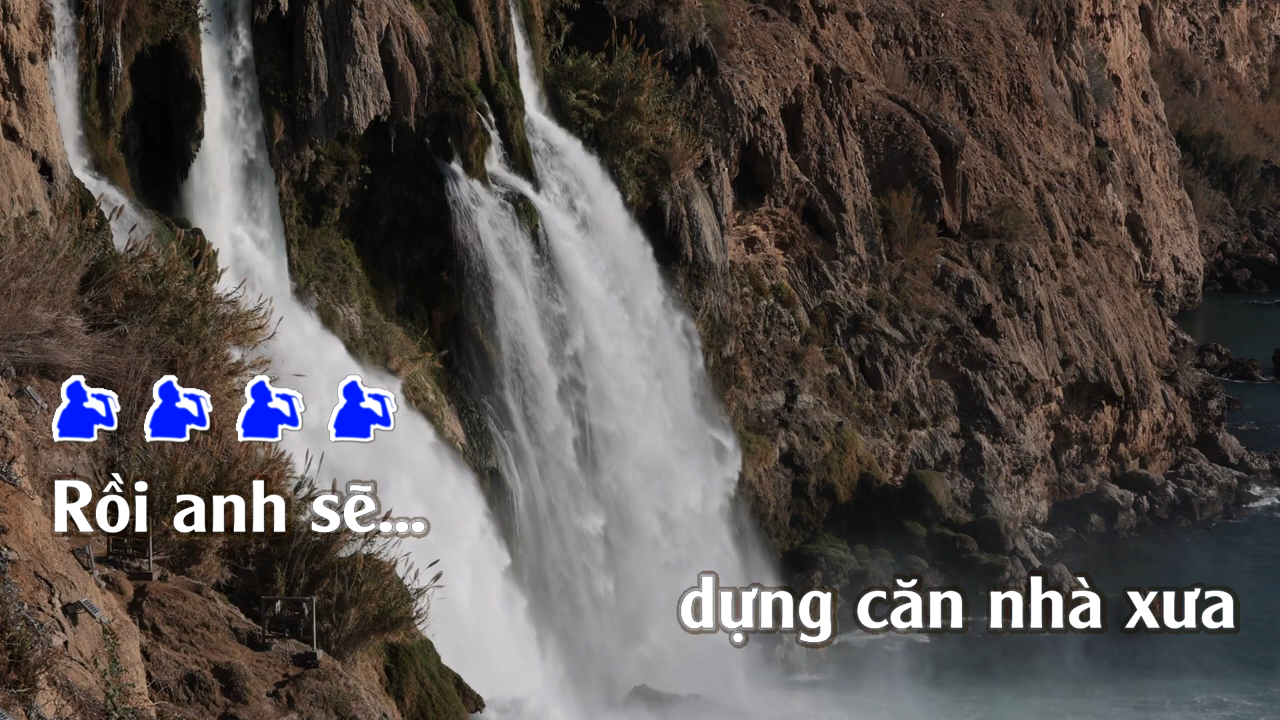 Rồi anh sẽ...
dựng căn nhà xưa